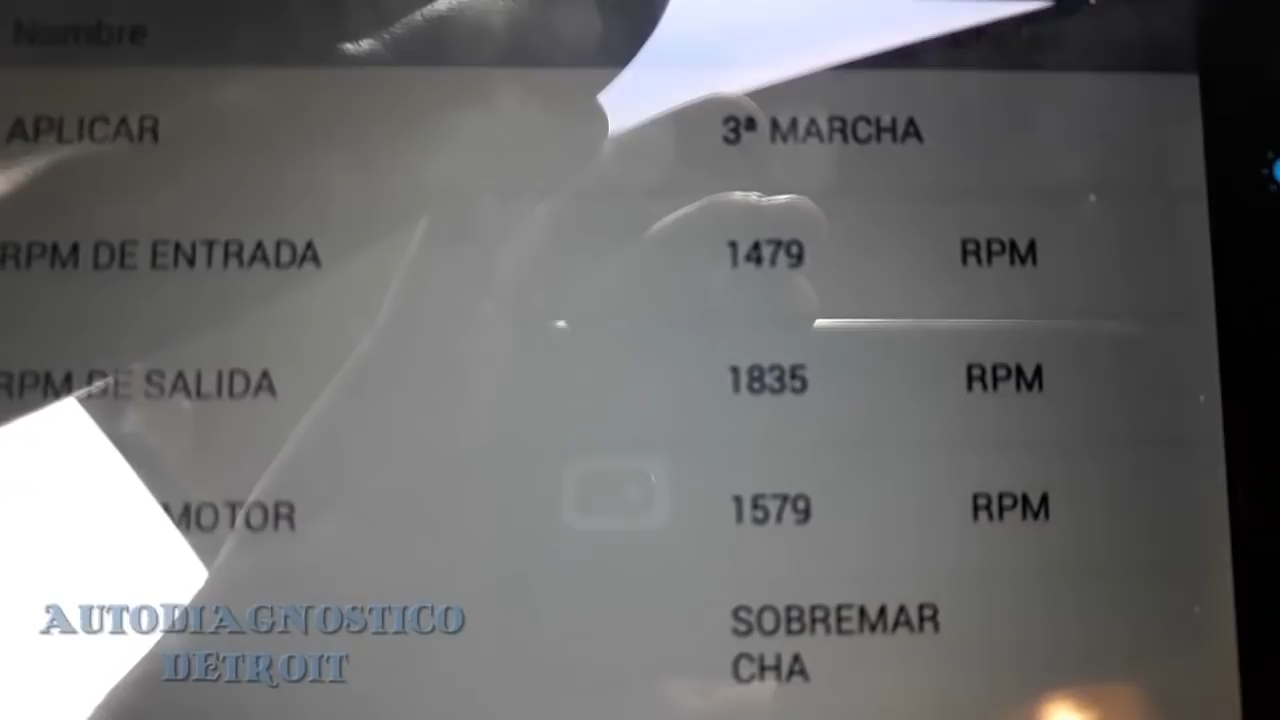 Nombre
APLICAR 3ª MARCHA
RPM DE ENTRADA 1479 RPM
RPM DE SALIDA 1835 RPM
MOTOR 1579 RPM
SOBREMAR
CHA
AUTODIAGNOSTICO
DETROIT